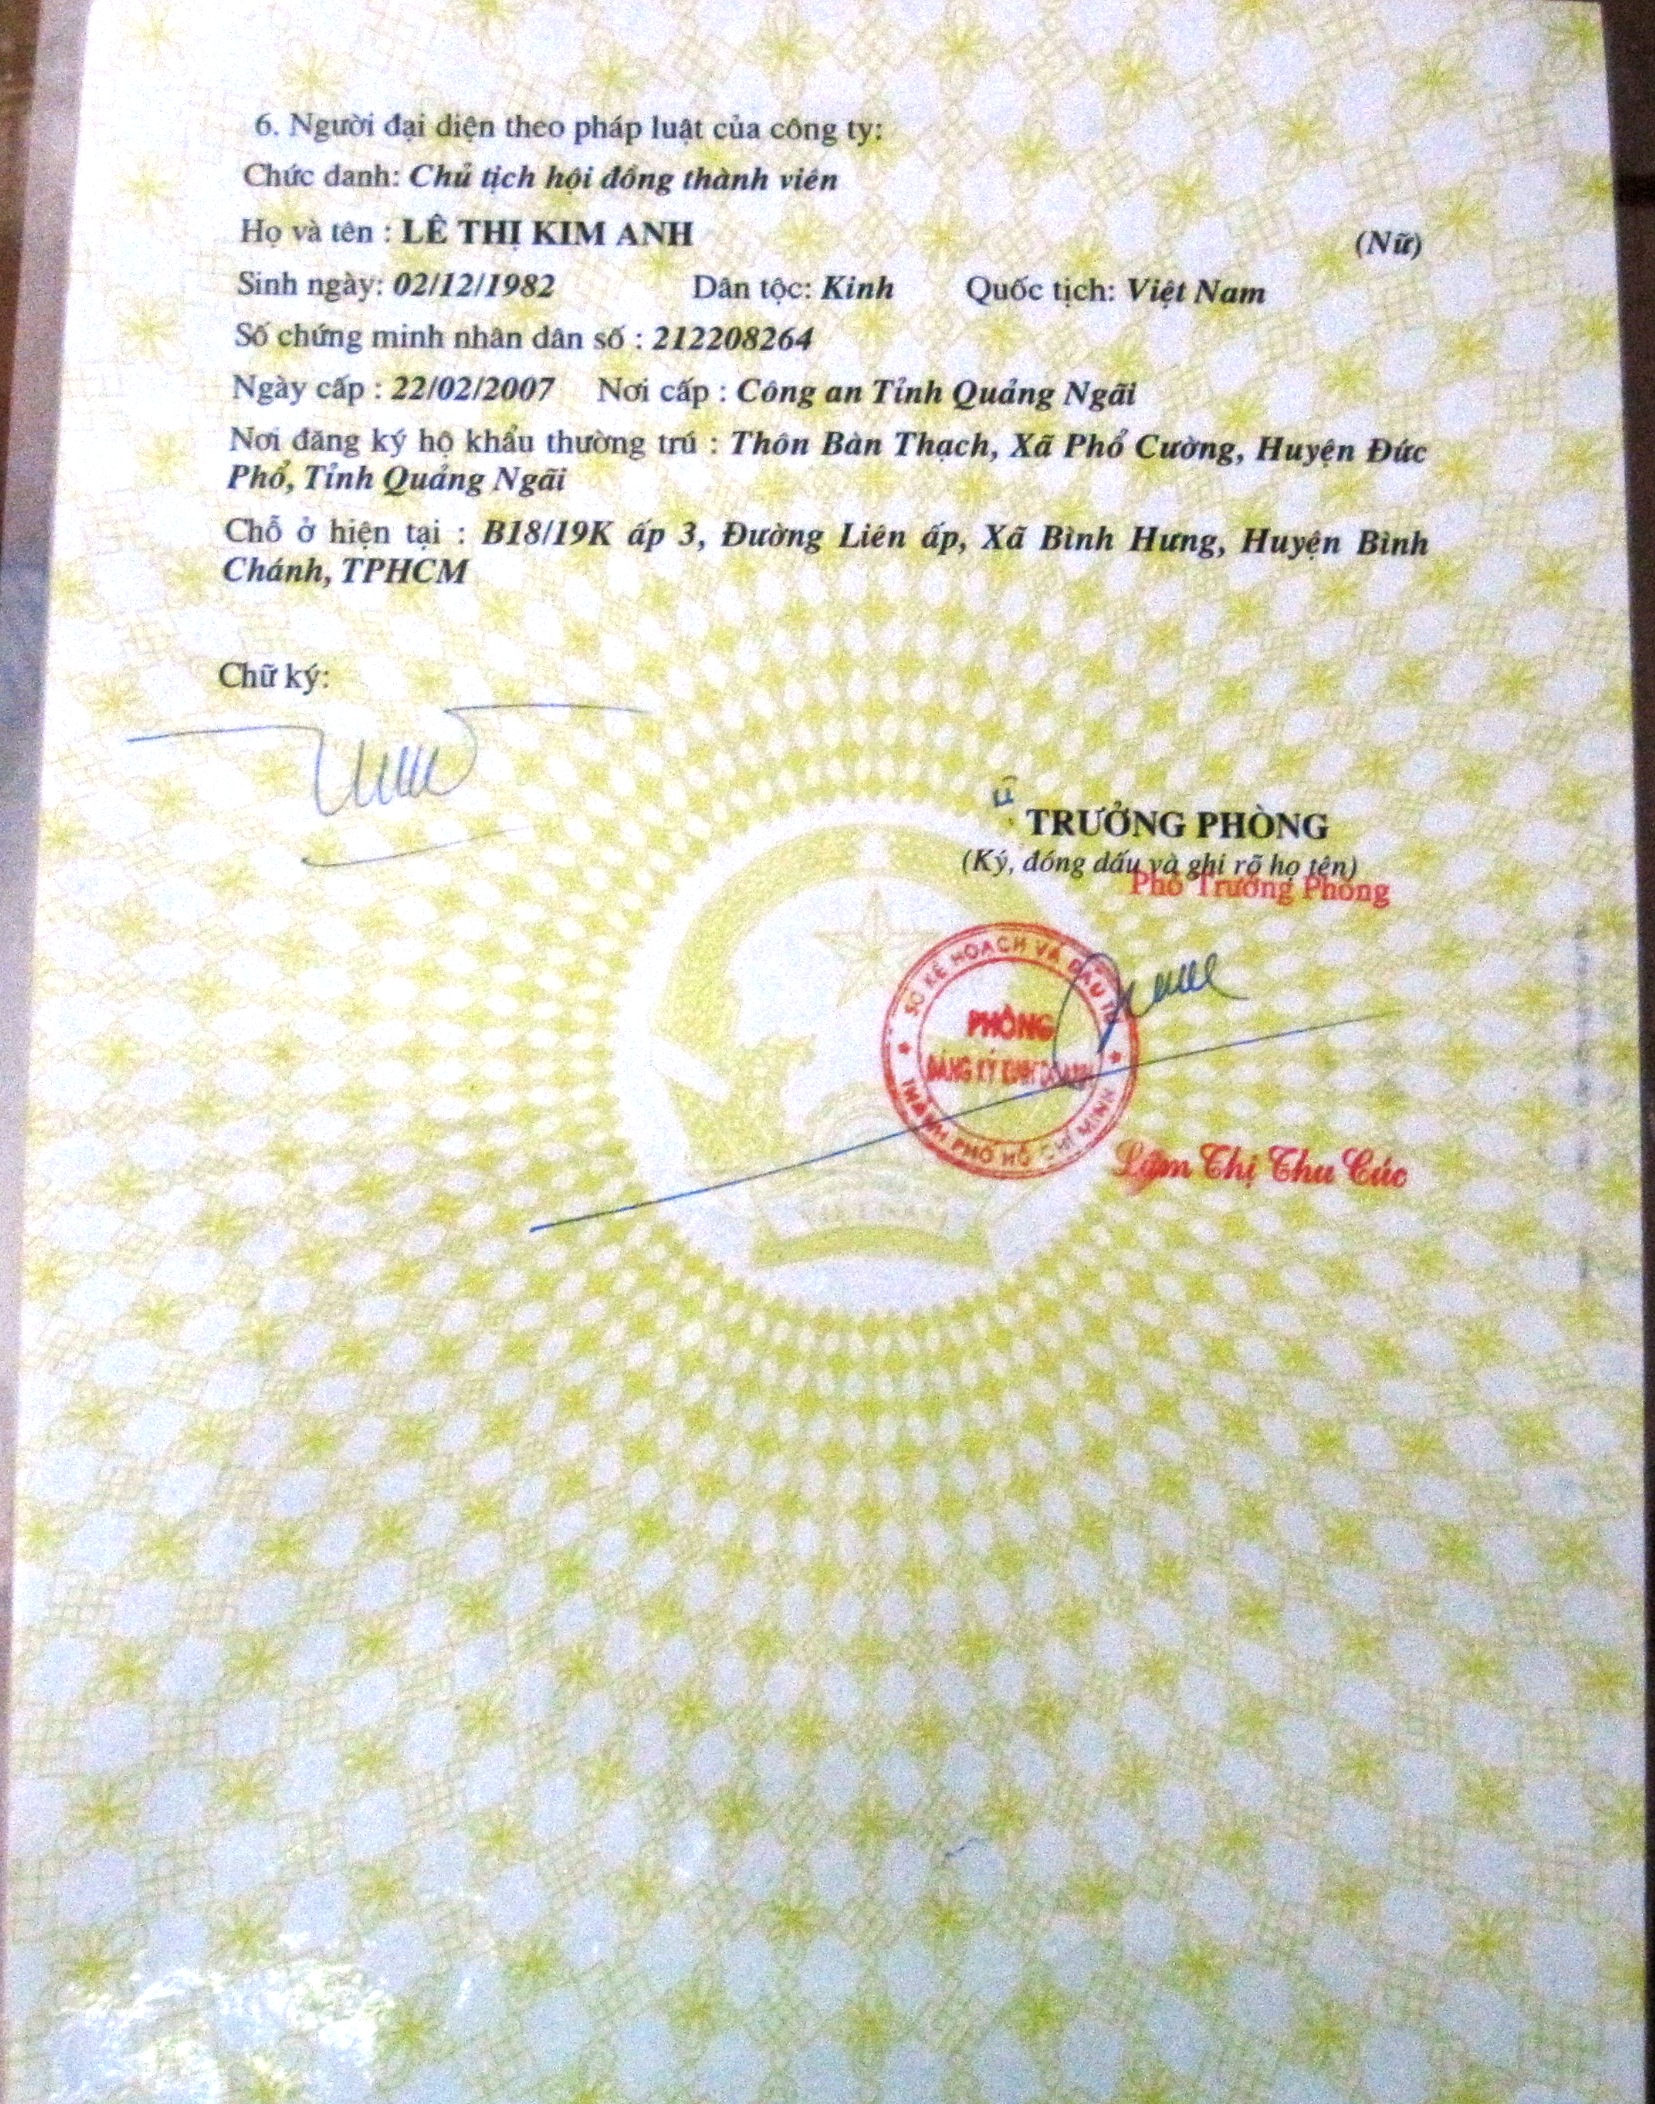 6. Người đại diện theo pháp luật của công ty:
Chức danh: Chủ tịch hội đồng thành viên
Họ và tên : LÊ THỊ KIM ANH (Nữ)
Sinh ngày: 02/12/1982 Dân tộc: Kinh Quốc tịch: Việt Nam
Số chứng minh nhân dân số : 212208264
Ngày cấp : 22/02/2007 Nơi cấp : Công an Tỉnh Quảng Ngãi
Nơi đăng ký hộ khẩu thường trú : Thôn Bàn Thạch, Xã Phổ Cường, Huyện Đức
Phổ, Tỉnh Quảng Ngãi
Chỗ ở hiện tại : B18/19K ấp 3, Đường Liên ấp, Xã Bình Hưng, Huyện Bình
Chánh, TPHCM
Chữ ký:
TRƯỞNG PHÒNG
(Ký, đóng dấu và ghi rõ họ tên)
Phó Trưởng Phòng
SỞ KẾ HOẠCH VÀ ĐẦU TƯ
PHÒNG
ĐĂNG KÝ KINH DOANH
THÀNH PHỐ HỒ CHÍ MINH
Lâm Thị Thu Cúc